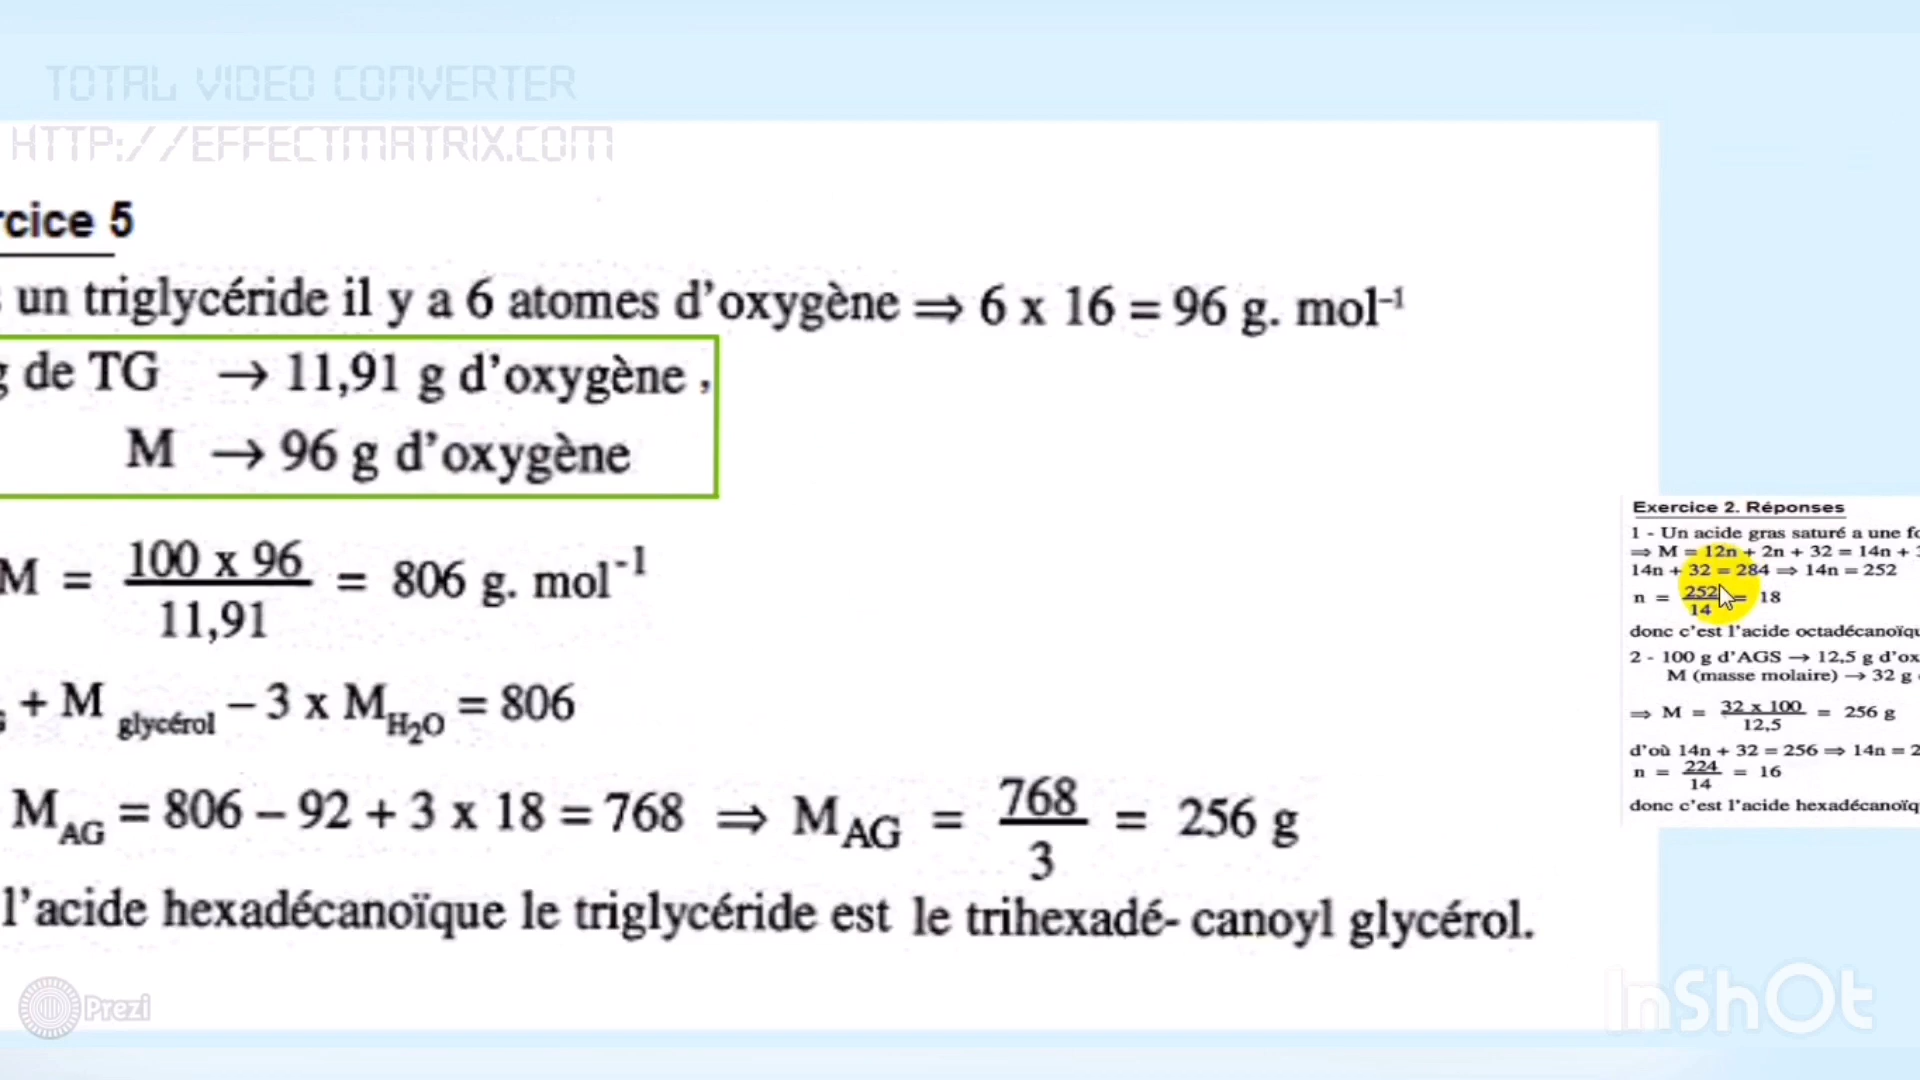 TOTAL VIDEO CONVERTER
HTTP://EFFECTMATRIX.COM
rcice 5
un triglycéride il y a 6 atomes d'oxygène ⇒ 6 x 16 = 96 g. mol⁻¹
g de TG → 11,91 g d'oxygène,
M → 96 g d'oxygène
M = 100 x 96 / 11,91 = 806 g. mol⁻¹
+ M glycérol – 3 x M H₂O = 806
M AG = 806 – 92 + 3 x 18 = 768 ⇒ M AG = 768 / 3 = 256 g
l'acide hexadécanoïque le triglycéride est le trihexadé- canoyl glycérol.
Exercice 2. Réponses
1 - Un acide gras saturé a une fo
⇒ M = 12n + 2n + 32 = 14n +
14n + 32 = 284 ⇒ 14n = 252
n = 252 / 14 = 18
donc c'est l'acide octadécanoïqu
2 - 100 g d'AGS → 12,5 g d'ox
M (masse molaire) → 32 g
⇒ M = 32 x 100 / 12,5 = 256 g
d'où 14n + 32 = 256 ⇒ 14n = 2
n = 224 / 14 = 16
donc c'est l'acide hexadécanoïq
Prezi
InShOt